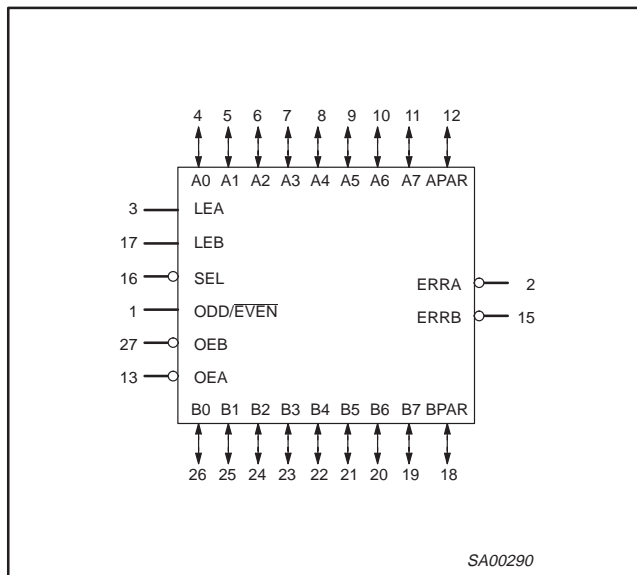 4 5 6 7 8 9 10 11 12
A0 A1 A2 A3 A4 A5 A6 A7 APAR
3 LEA
17 LEB
16 SEL
ERRA 2
1 ODD/EVEN
ERRB 15
27 OEB
13 OEA
B0 B1 B2 B3 B4 B5 B6 B7 BPAR
26 25 24 23 22 21 20 19 18
SA00290